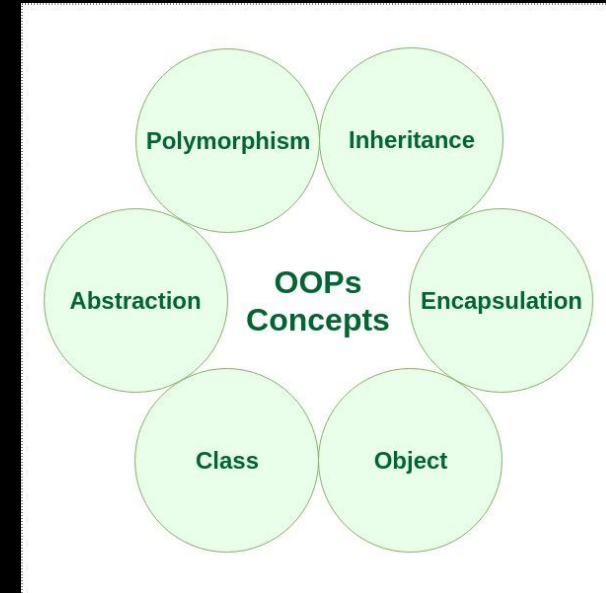 Polymorphism
Inheritance
Abstraction
OOPs
Concepts
Encapsulation
Class
Object